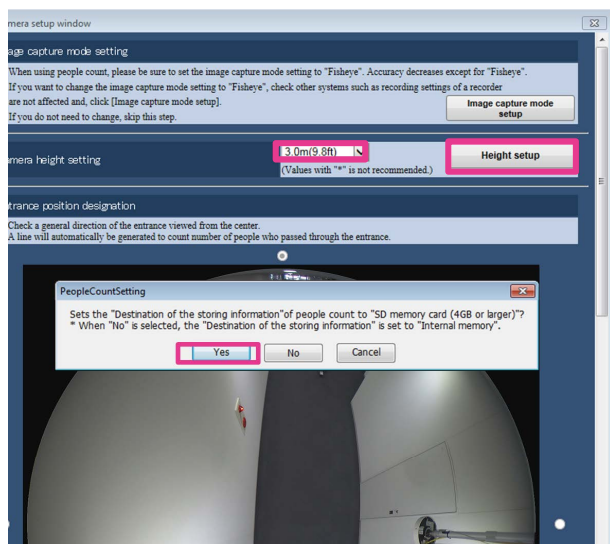 mera setup window
age capture mode setting
When using people count, please be sure to set the image capture mode setting to "Fisheye". Accuracy decreases except for "Fisheye".
If you want to change the image capture mode setting to "Fisheye", check other systems such as recording settings of a recorder
are not affected and, click [Image capture mode setup].
If you do not need to change, skip this step.
Image capture mode
setup
amera height setting
3.0m(9.8ft)
(Values with "*" is not recommended.)
Height setup
trance position designation
Check a general direction of the entrance viewed from the center.
A line will automatically be generated to count number of people who passed through the entrance.
PeopleCountSetting
Sets the "Destination of the storing information"of people count to "SD memory card (4GB or larger)"?
* When "No" is selected, the "Destination of the storing information" is set to "Internal memory".
Yes
No
Cancel